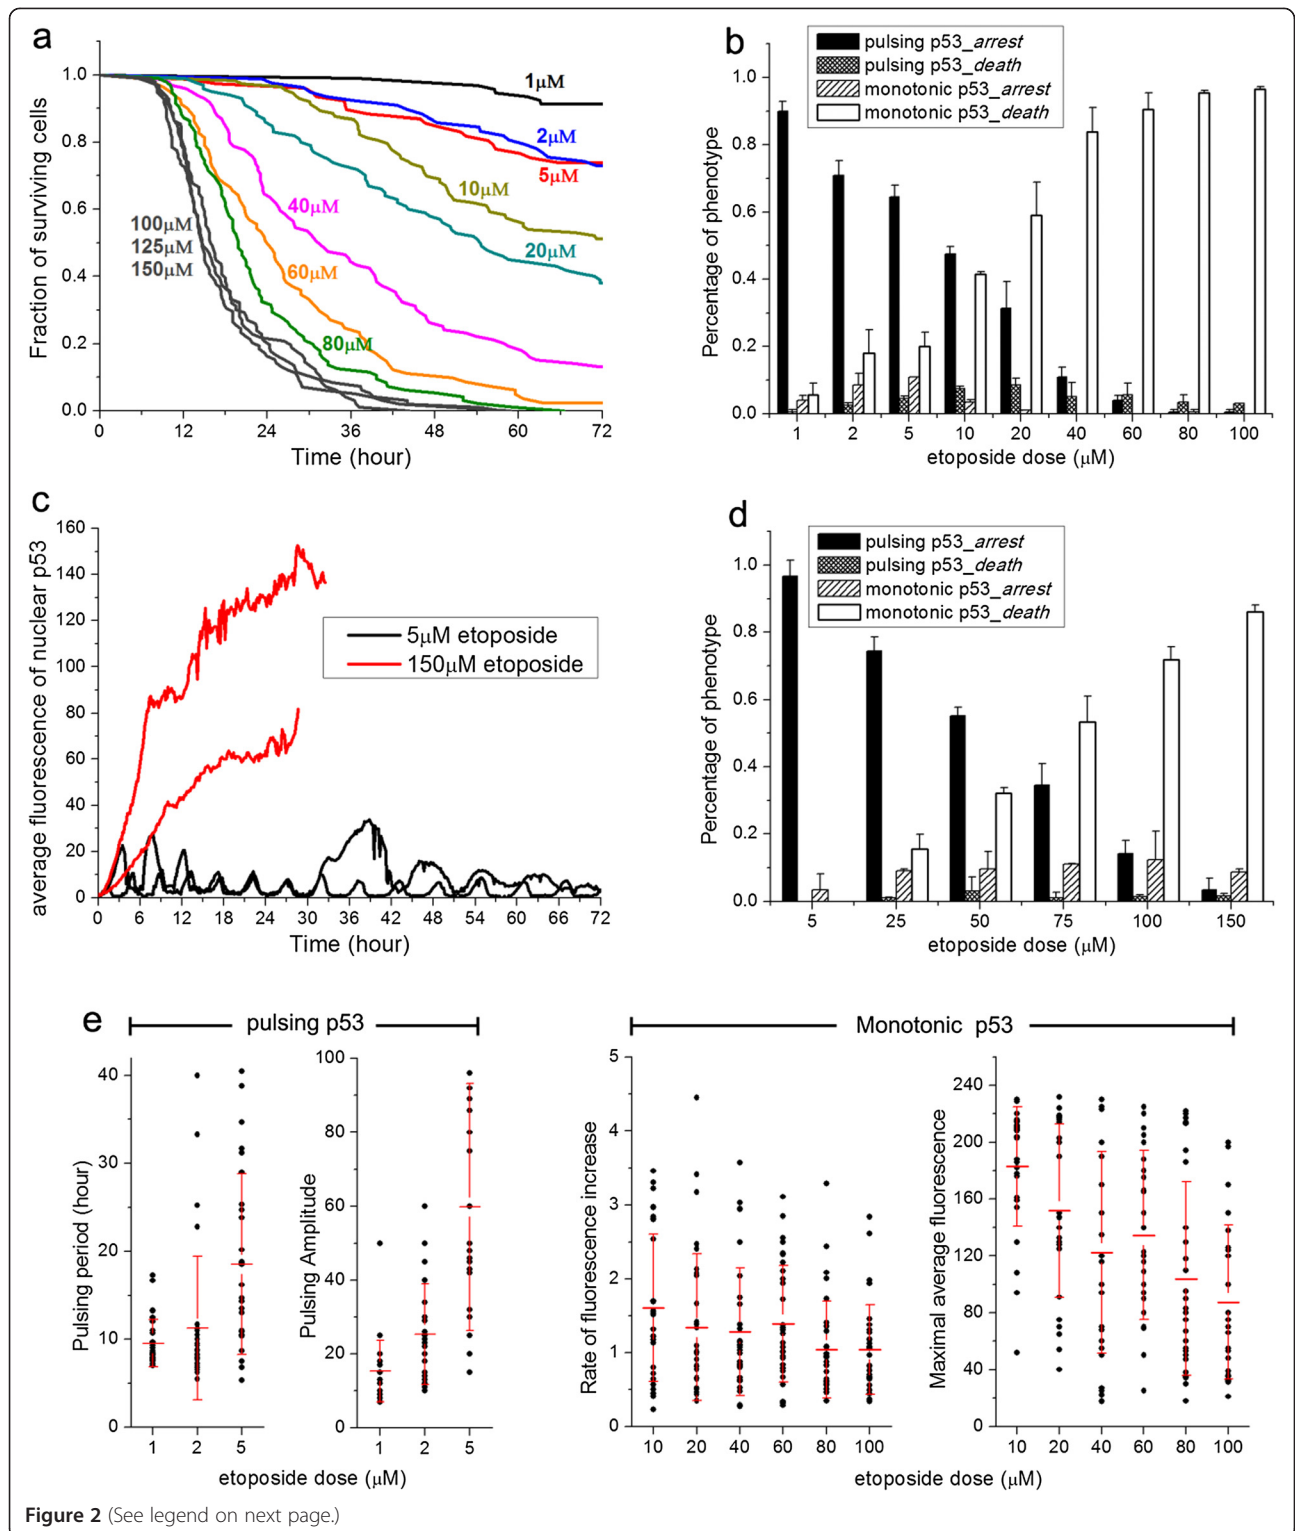 a
Fraction of surviving cells
1.0
0.8
0.6
0.4
0.2
0.0
1μM
2μM
5μM
10μM
20μM
40μM
60μM
80μM
100μM
125μM
150μM
0 12 24 36 48 60 72
Time (hour)
b
pulsing p53_arrest
pulsing p53_death
monotonic p53_arrest
monotonic p53_death
Percentage of phenotype
1.0
0.8
0.6
0.4
0.2
0.0
1 2 5 10 20 40 60 80 100
etoposide dose (μM)
c
average fluorescence of nuclear p53
160
140
120
100
80
60
40
20
0
5μM etoposide
150μM etoposide
0 6 12 18 24 30 36 42 48 54 60 66 72
Time (hour)
d
pulsing p53_arrest
pulsing p53_death
monotonic p53_arrest
monotonic p53_death
Percentage of phenotype
1.0
0.8
0.6
0.4
0.2
0.0
5 25 50 75 100 150
etoposide dose (μM)
e
pulsing p53
Pulsing period (hour)
40
30
20
10
0
1 2 5
Pulsing Amplitude
100
80
60
40
20
0
1 2 5
etoposide dose (μM)
Monotonic p53
Rate of fluorescence increase
5
4
3
2
1
0
10 20 40 60 80 100
Maximal average fluorescence
240
200
160
120
80
40
0
10 20 40 60 80 100
etoposide dose (μM)
Figure 2 (See legend on next page.)